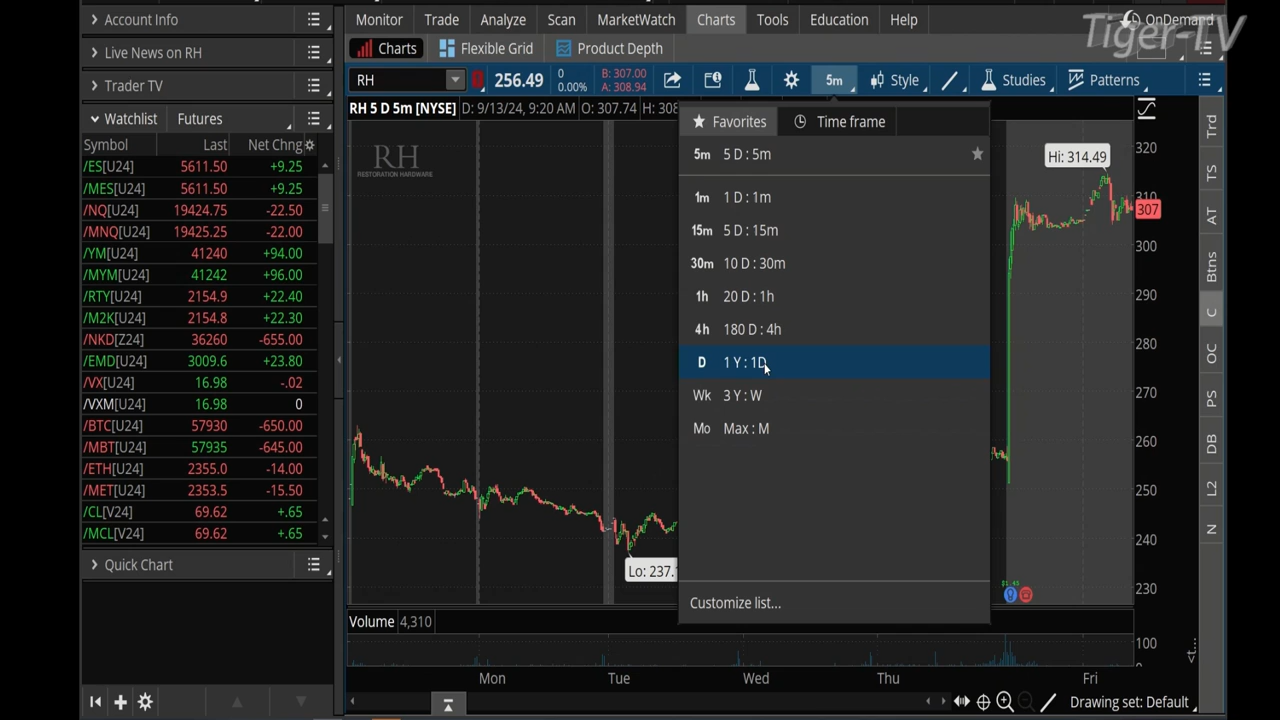 Account Info
Live News on RH
Trader TV
Watchlist Futures
Symbol Last Net Chng
/ES[U24] 5611.50 +9.25
/MES[U24] 5611.50 +9.25
/NQ[U24] 19424.75 -22.50
/MNQ[U24] 19425.25 -22.00
/YM[U24] 41240 +94.00
/MYM[U24] 41242 +96.00
/RTY[U24] 2154.9 +22.40
/M2K[U24] 2154.8 +22.30
/NKD[Z24] 36260 -655.00
/EMD[U24] 3009.6 +23.80
/VX[U24] 16.98 -.02
/VXM[U24] 16.98 0
/BTC[U24] 57930 -650.00
/MBT[U24] 57935 -645.00
/ETH[U24] 2355.0 -14.00
/MET[U24] 2353.5 -15.50
/CL[V24] 69.62 +.65
/MCL[V24] 69.62 +.65
Quick Chart
Monitor Trade Analyze Scan MarketWatch Charts Tools Education Help
OnDemand
Tiger-TV
Charts Flexible Grid Product Depth
RH 256.49 0 0.00% B: 307.00 A: 308.94 5m Style Studies Patterns
RH 5 D 5m [NYSE] D: 9/13/24, 9:20 AM O: 307.74 H: 308
RH
RESTORATION HARDWARE
Favorites Time frame
5m 5 D : 5m
1m 1 D : 1m
15m 5 D : 15m
30m 10 D : 30m
1h 20 D : 1h
4h 180 D : 4h
D 1 Y : 1D
Wk 3 Y : W
Mo Max : M
Customize list...
Hi: 314.49
Lo: 237.
320
310
307
300
290
280
270
260
250
240
230
$1.45
Volume 4,310
100
0
<t...
Mon Tue Wed Thu Fri
Drawing set: Default
Trd
TS
AT
Btns
C
OC
PS
DB
L2
N